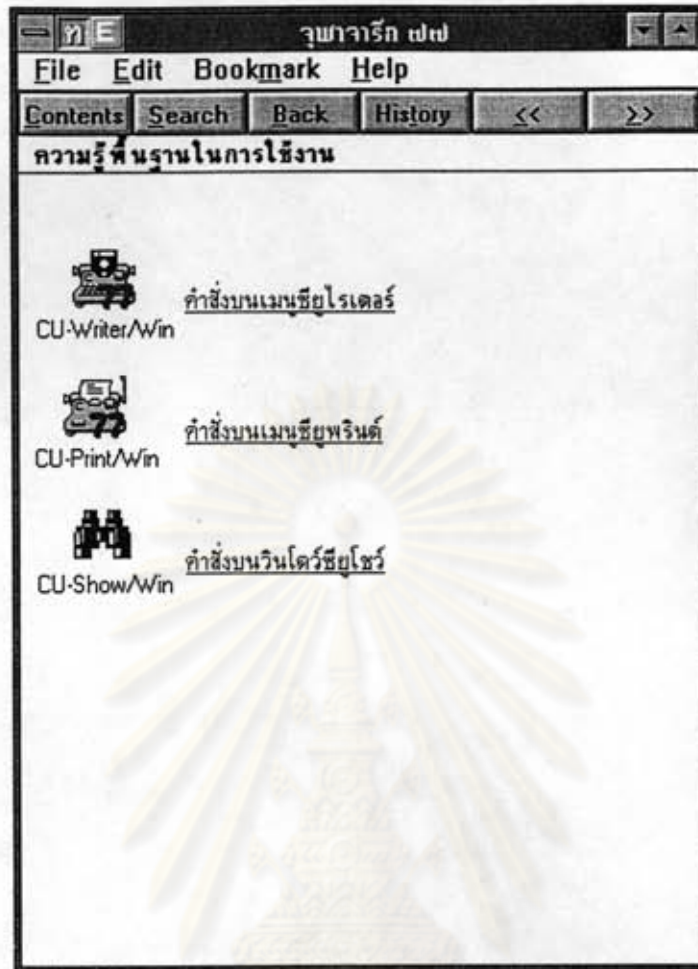 ท E จุฬาจารึก ๗๗
File Edit Bookmark Help
Contents Search Back History << >>
ความรู้พื้นฐานในการใช้งาน
คำสั่งบนเมนูซียูไรเตอร์
CU-Writer/Win
คำสั่งบนเมนูซียูพรินต์
CU-Print/Win
คำสั่งบนวินโดว์ซียูโชว์
CU-Show/Win